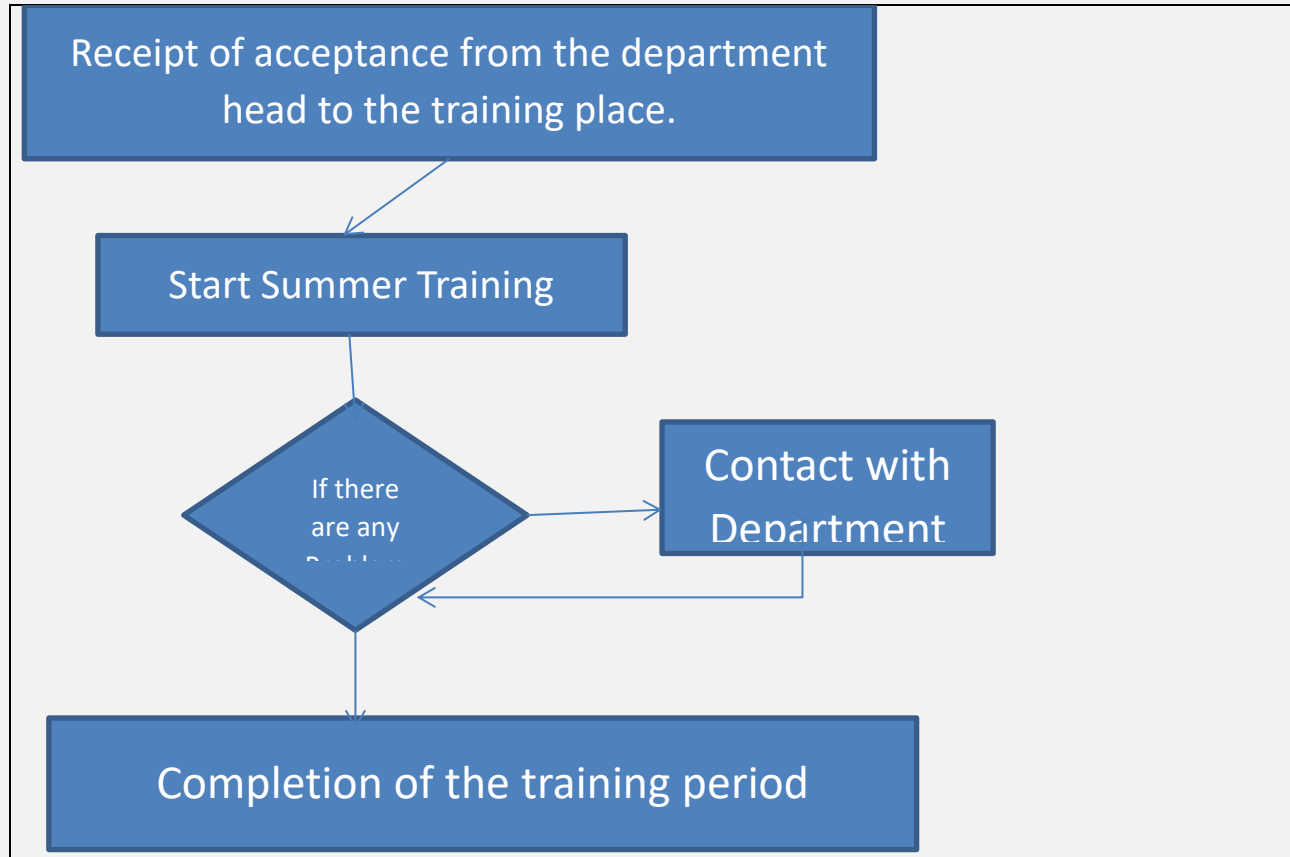 Receipt of acceptance from the department
head to the training place.
Start Summer Training
If there
are any
Contact with
Department
Completion of the training period